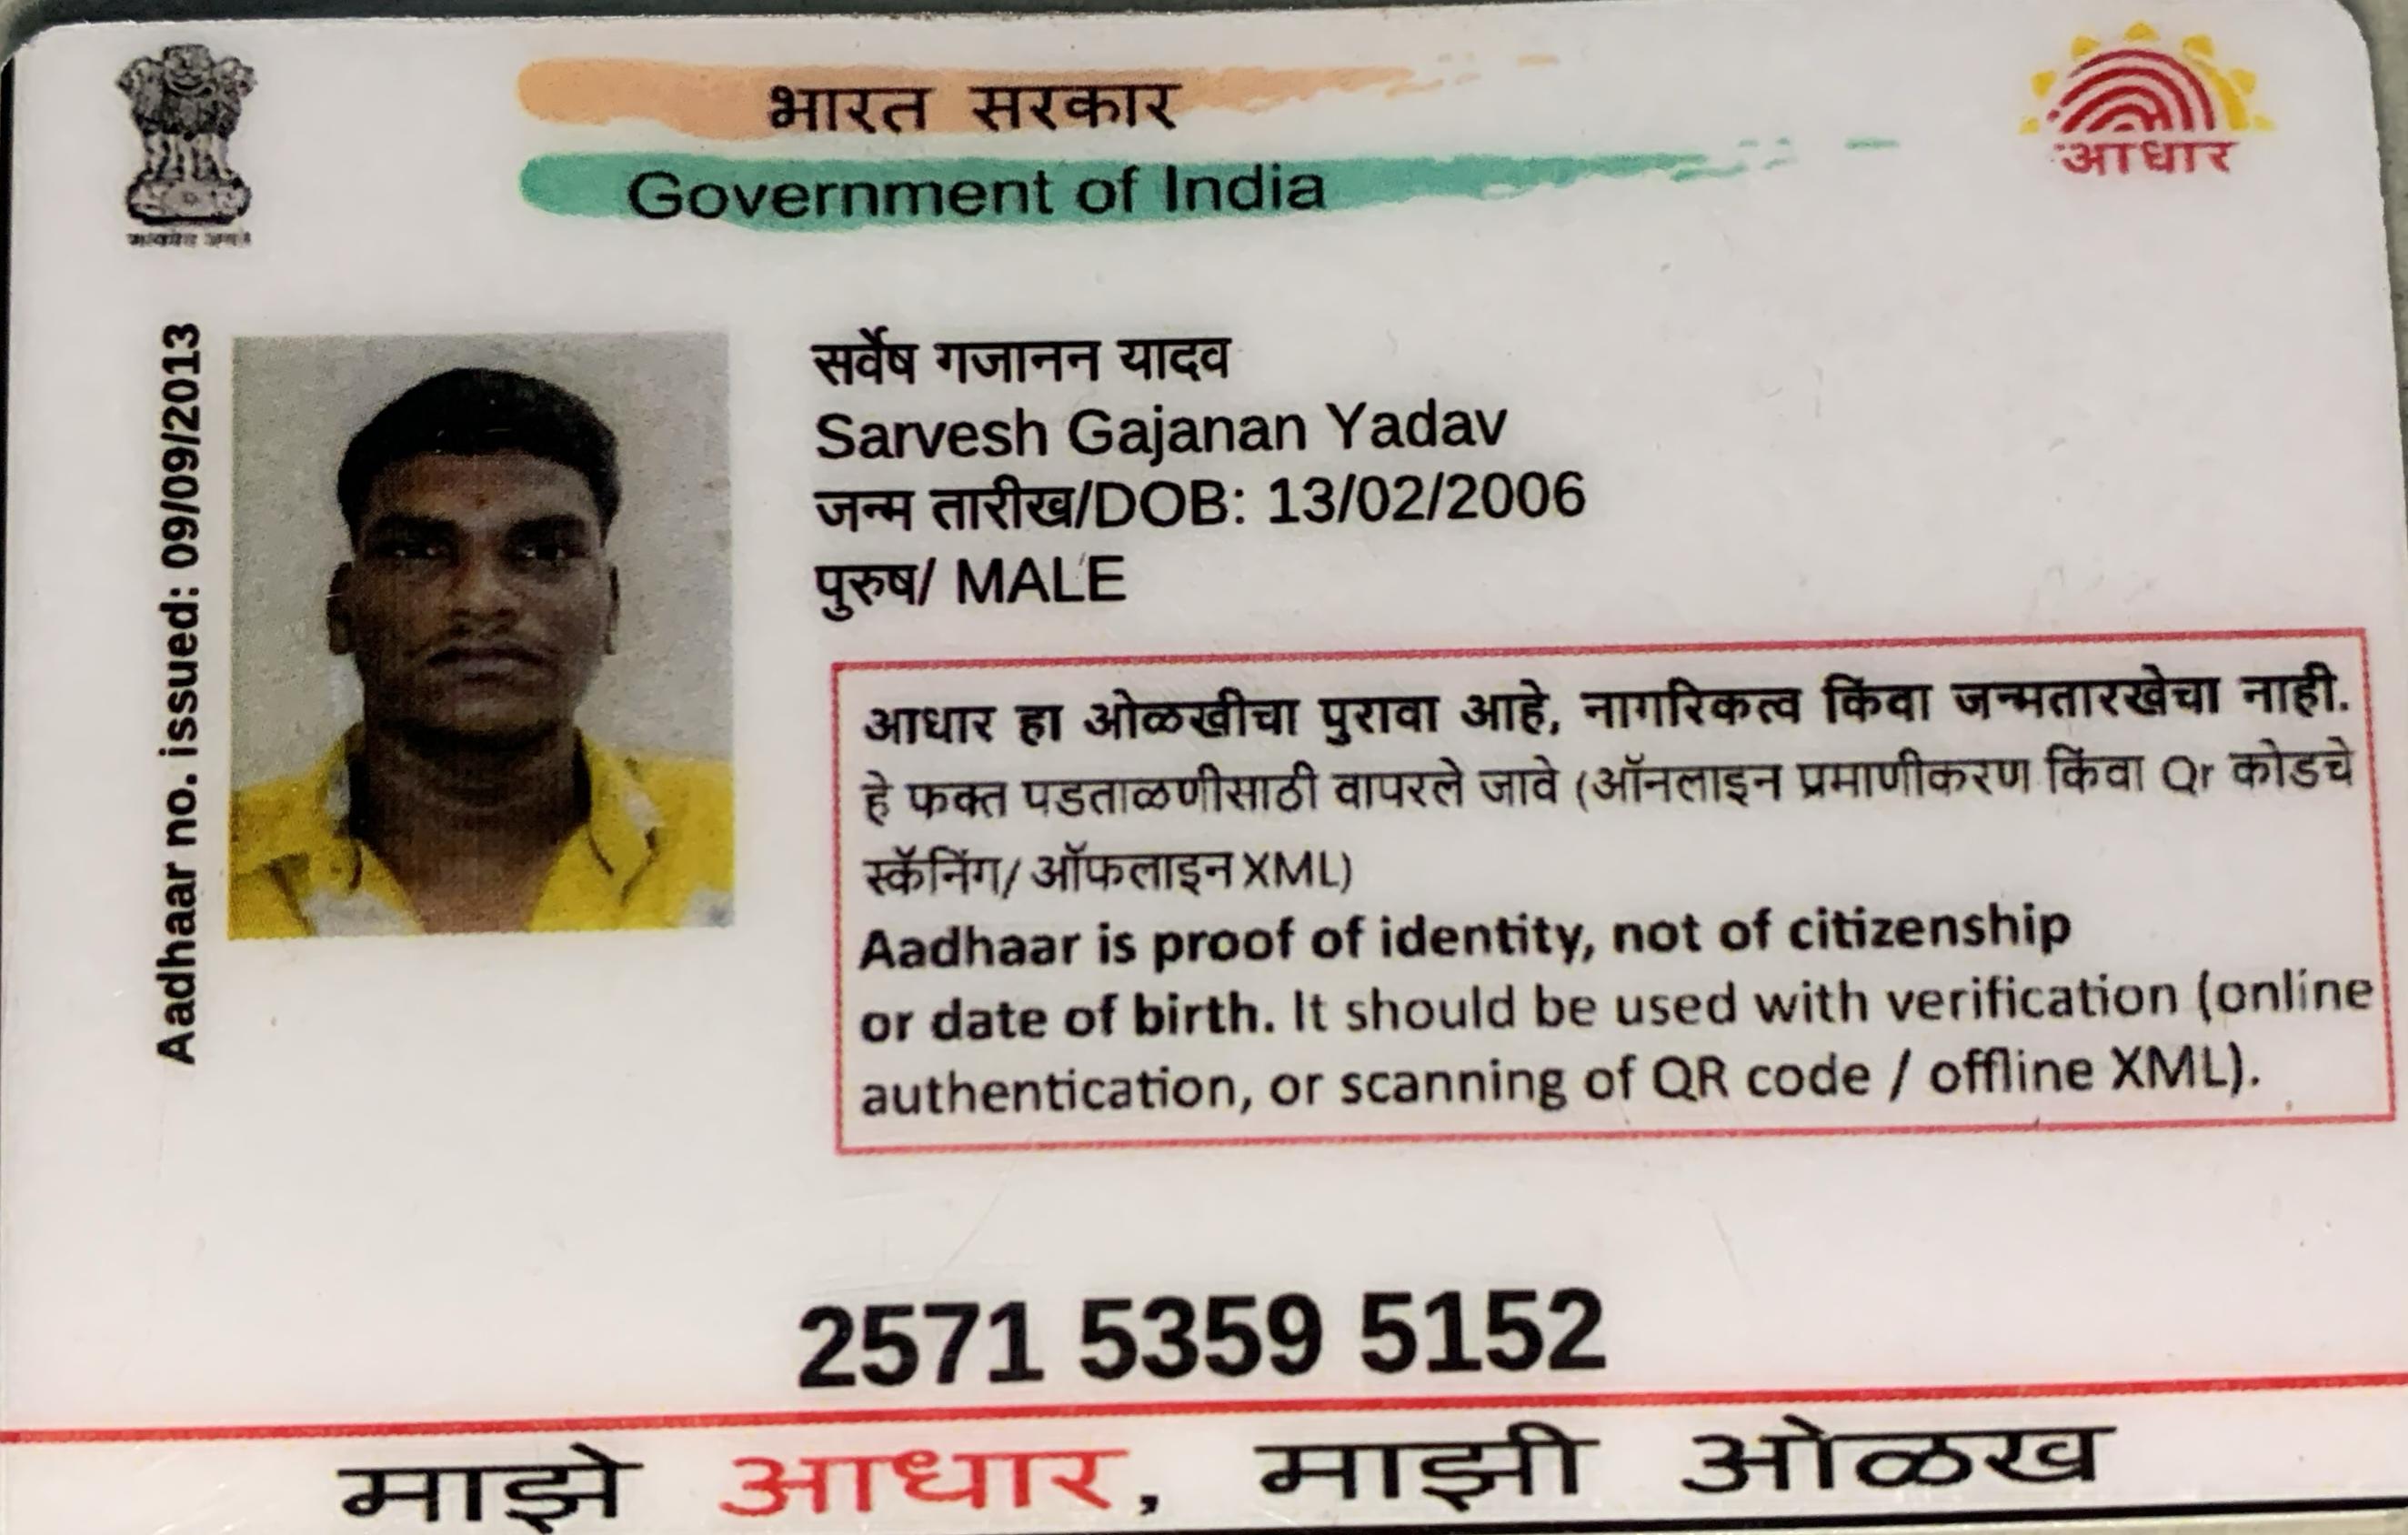 भारत सरकार
Government of India
आधार
Aadhaar no. issued: 09/09/2013
सर्वेष गजानन यादव
Sarvesh Gajanan Yadav
जन्म तारीख/DOB: 13/02/2006
पुरुष/ MALE
आधार हा ओळखीचा पुरावा आहे, नागरिकत्व किंवा जन्मतारखेचा नाही.
हे फक्त पडताळणीसाठी वापरले जावे (ऑनलाइन प्रमाणीकरण किंवा Qr कोडचे
स्कॅनिंग/ ऑफलाइन XML)
Aadhaar is proof of identity, not of citizenship
or date of birth. It should be used with verification (online
authentication, or scanning of QR code / offline XML).
2571 5359 5152
माझे आधार, माझी ओळख